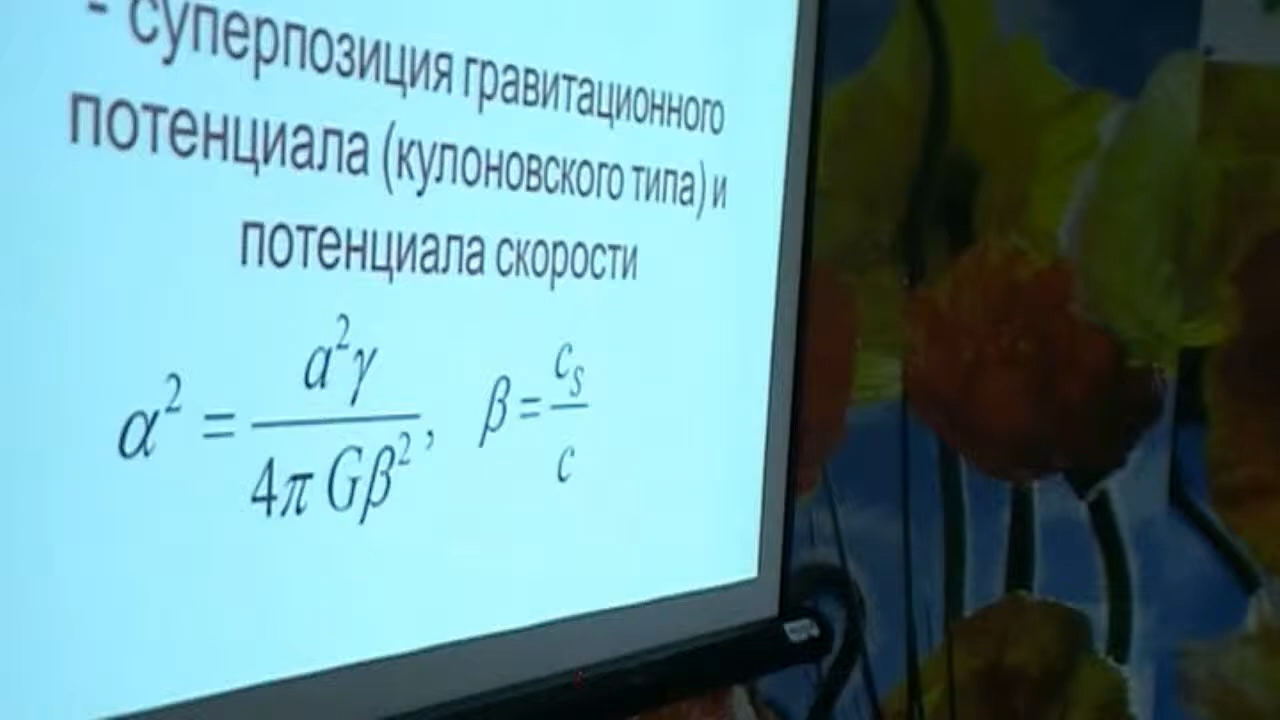 - суперпозиция гравитационного
потенциала (кулоновского типа) и
потенциала скорости
α² = a²γ / 4π Gβ², β = c_s / c